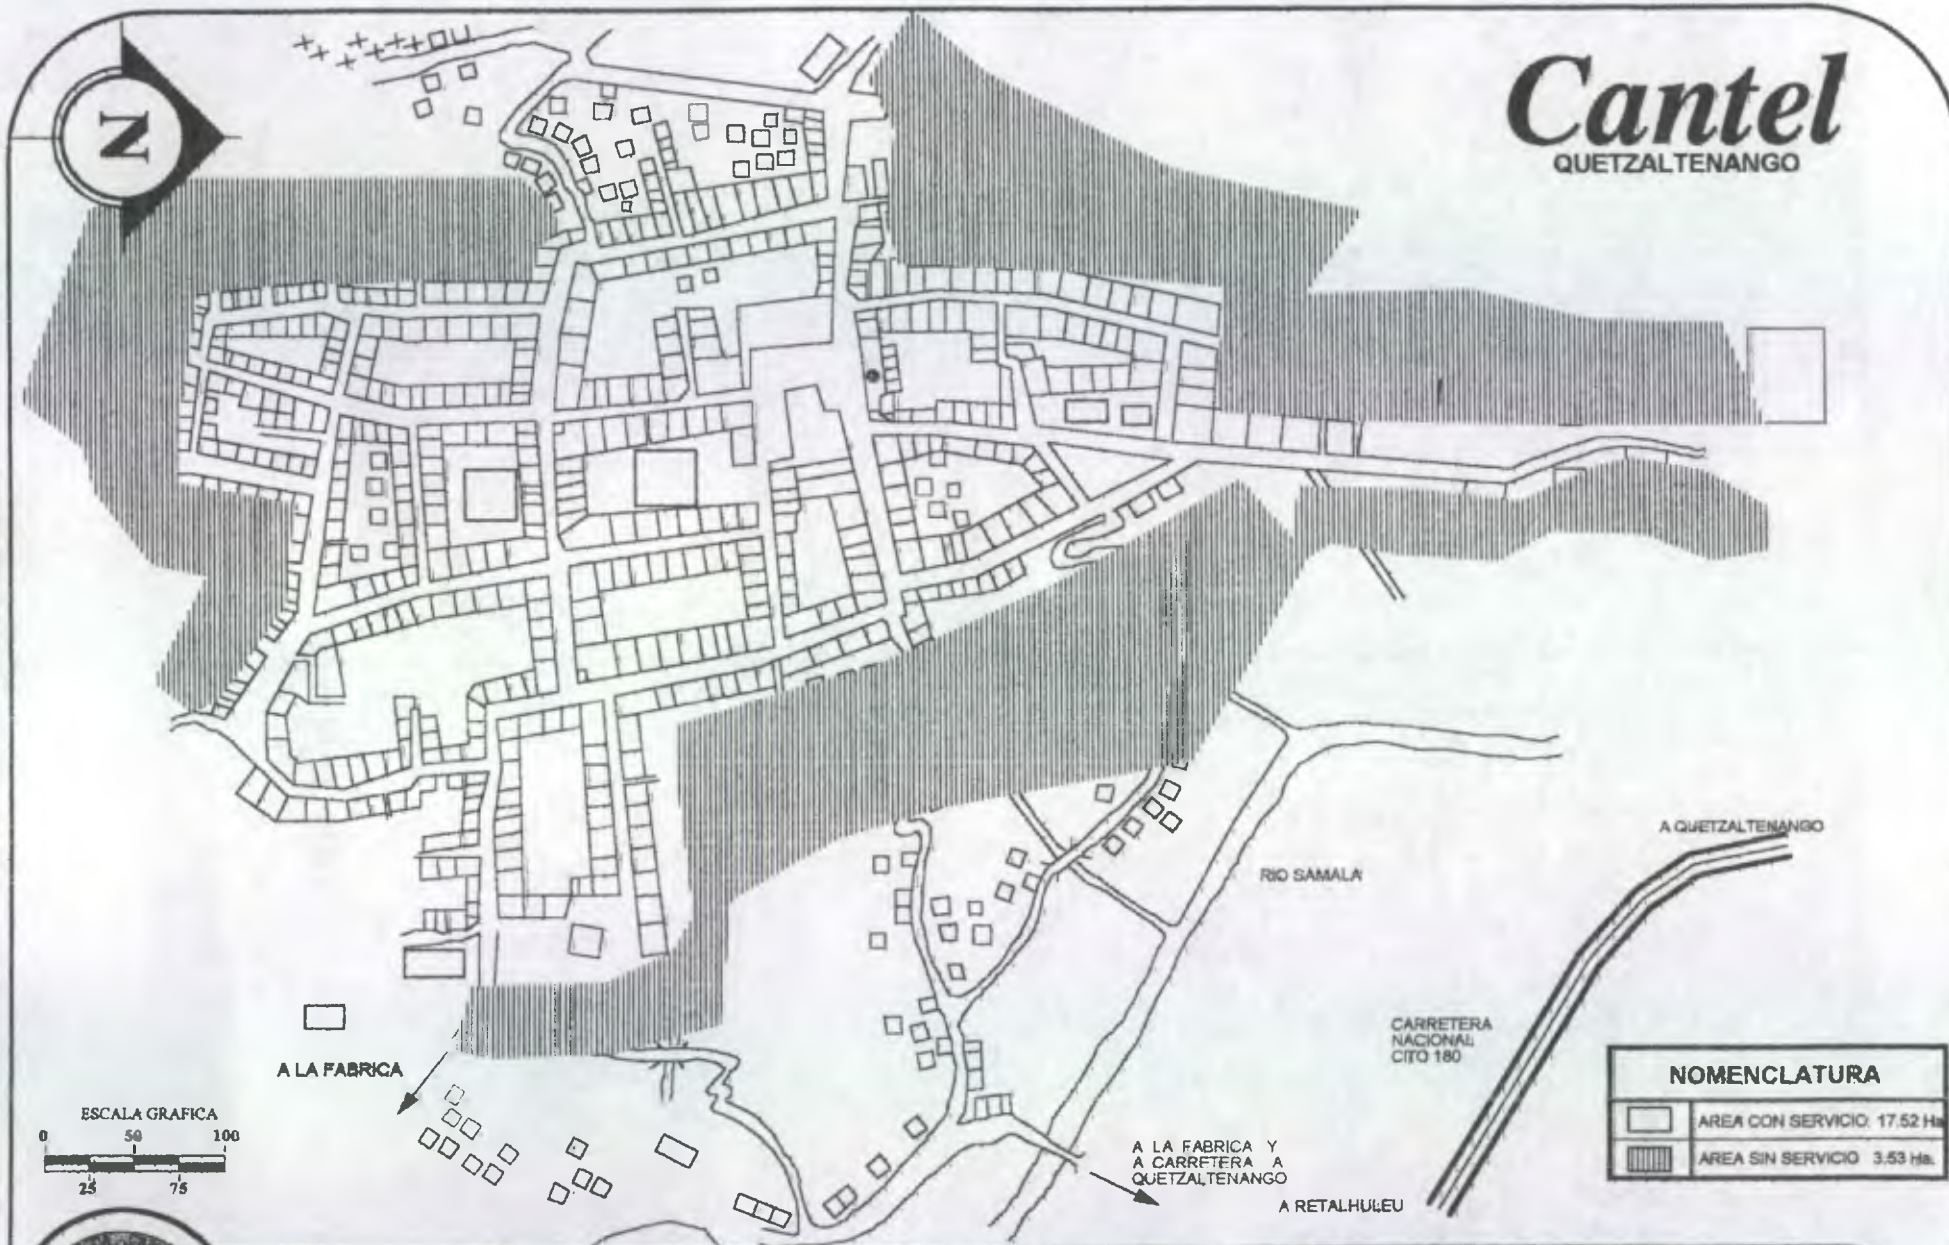 N
Cantel
QUETZALTENANGO
A QUETZALTENANGO
RIO SAMALA
CARRETERA
NACIONAL
CITO 180
A LA FABRICA
ESCALA GRAFICA
0 50 100
25 75
A LA FABRICA Y
A CARRETERA A
QUETZALTENANGO
A RETALHULEU
NOMENCLATURA
AREA CON SERVICIO: 17.52 Ha
AREA SIN SERVICIO 3.53 Ha.